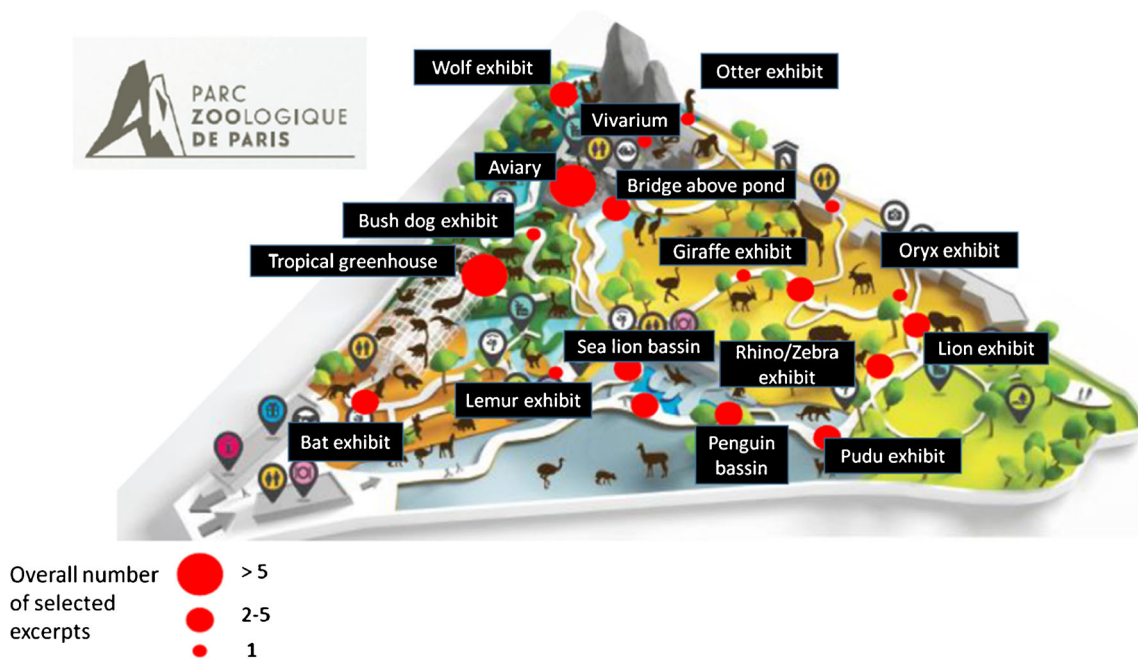 PARC
ZOOLOGIQUE
DE PARIS
Wolf exhibit
Otter exhibit
Vivarium
Aviary
Bridge above pond
Bush dog exhibit
Giraffe exhibit
Oryx exhibit
Tropical greenhouse
Sea lion bassin
Rhino/Zebra
exhibit
Lion exhibit
Lemur exhibit
Bat exhibit
Penguin
bassin
Pudu exhibit
Overall number
of selected
excerpts
> 5
2-5
1